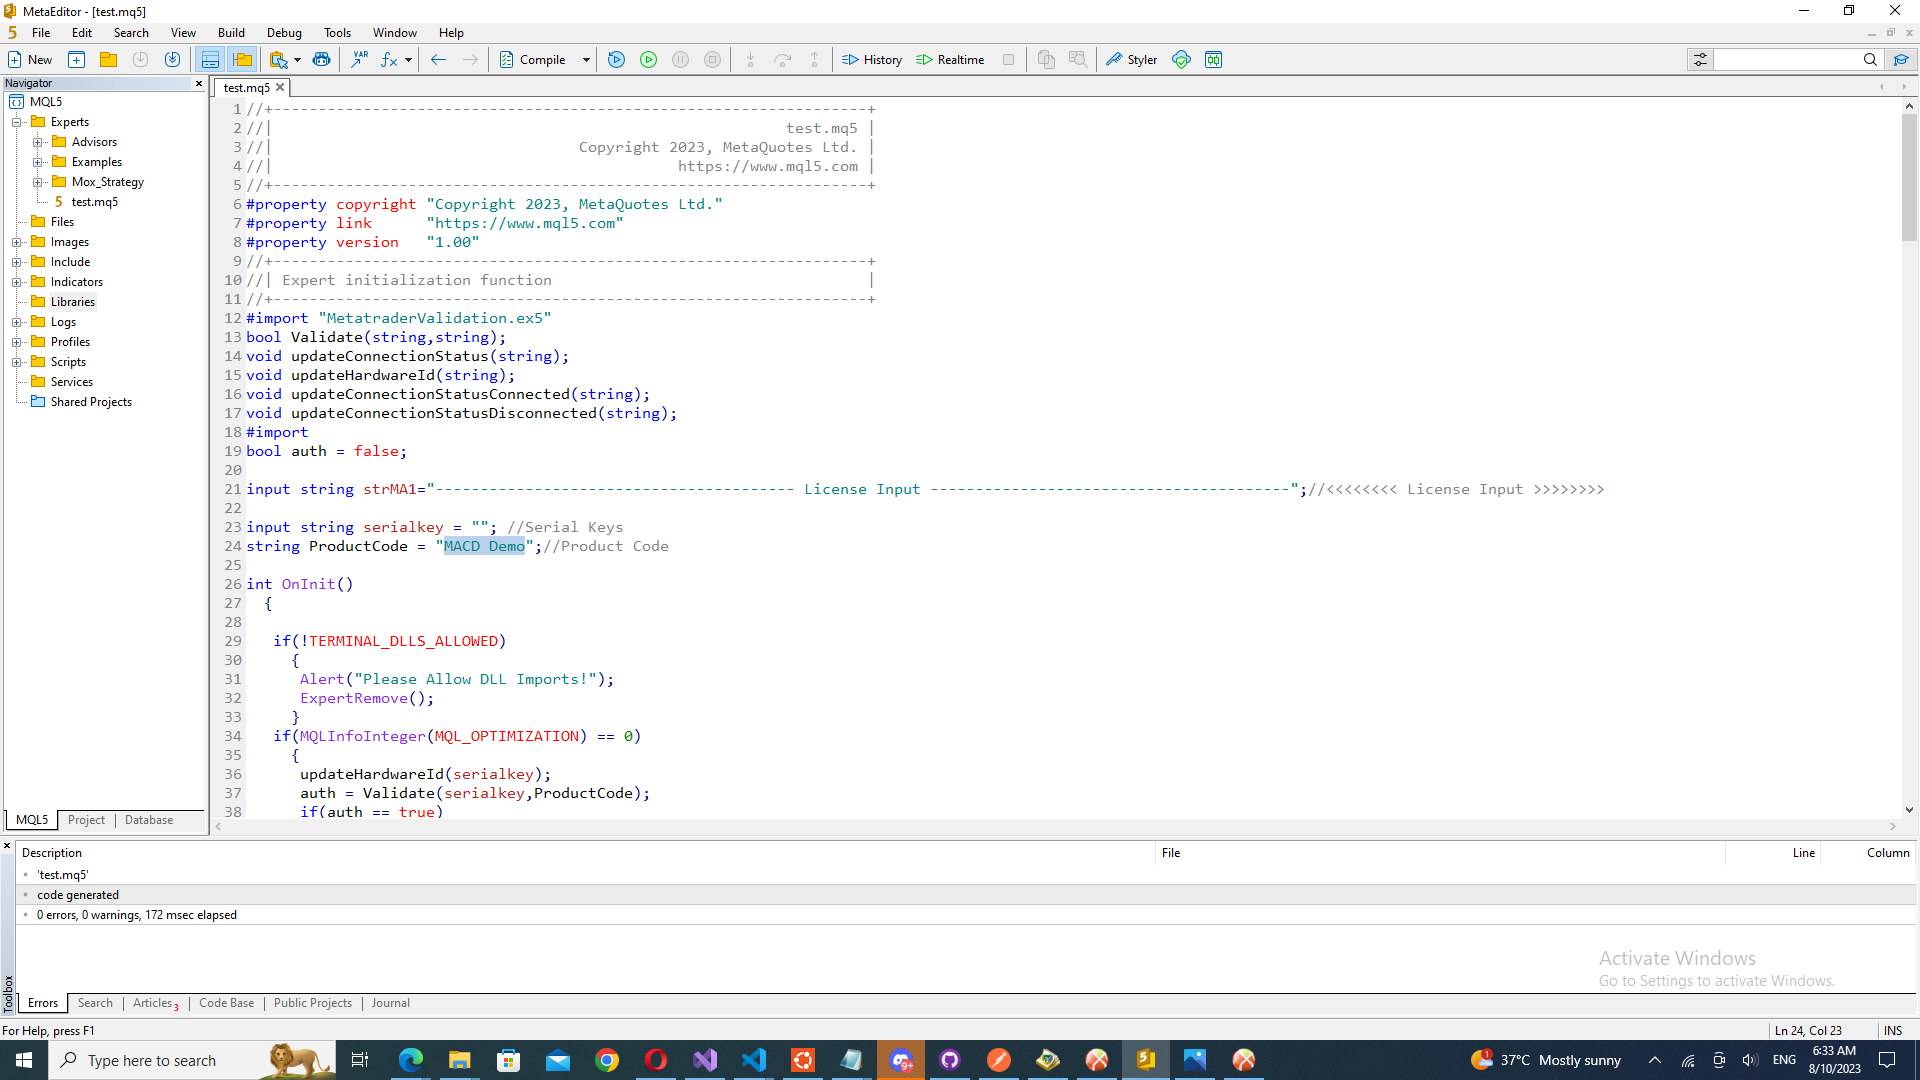 MetaEditor - [test.mq5]
File Edit Search View Build Debug Tools Window Help
New Compile History Realtime Styler
Navigator
MQL5
Experts
Advisors
Examples
Mox_Strategy
test.mq5
Files
Images
Include
Indicators
Libraries
Logs
Profiles
Scripts
Services
Shared Projects
MQL5 Project Database
test.mq5
1 //+------------------------------------------------------------------+
2 //| test.mq5 |
3 //| Copyright 2023, MetaQuotes Ltd. |
4 //| https://www.mql5.com |
5 //+------------------------------------------------------------------+
6 #property copyright "Copyright 2023, MetaQuotes Ltd."
7 #property link "https://www.mql5.com"
8 #property version "1.00"
9 //+------------------------------------------------------------------+
10 //| Expert initialization function |
11 //+------------------------------------------------------------------+
12 #import "MetatraderValidation.ex5"
13 bool Validate(string,string);
14 void updateConnectionStatus(string);
15 void updateHardwareId(string);
16 void updateConnectionStatusConnected(string);
17 void updateConnectionStatusDisconnected(string);
18 #import
19 bool auth = false;
20
21 input string strMA1="---------------------------------------- License Input ----------------------------------------";//<<<<<<<< License Input >>>>>>>>
22
23 input string serialkey = ""; //Serial Keys
24 string ProductCode = "MACD Demo";//Product Code
25
26 int OnInit()
27 {
28
29 if(!TERMINAL_DLLS_ALLOWED)
30 {
31 Alert("Please Allow DLL Imports!");
32 ExpertRemove();
33 }
34 if(MQLInfoInteger(MQL_OPTIMIZATION) == 0)
35 {
36 updateHardwareId(serialkey);
37 auth = Validate(serialkey,ProductCode);
38 if(auth == true)
Description File Line Column
'test.mq5'
code generated
0 errors, 0 warnings, 172 msec elapsed
Activate Windows
Go to Settings to activate Windows.
Toolbox
Errors Search Articles 3 Code Base Public Projects Journal
For Help, press F1 Ln 24, Col 23 INS
Type here to search 9+ 1 37°C Mostly sunny ENG 6:33 AM
8/10/2023